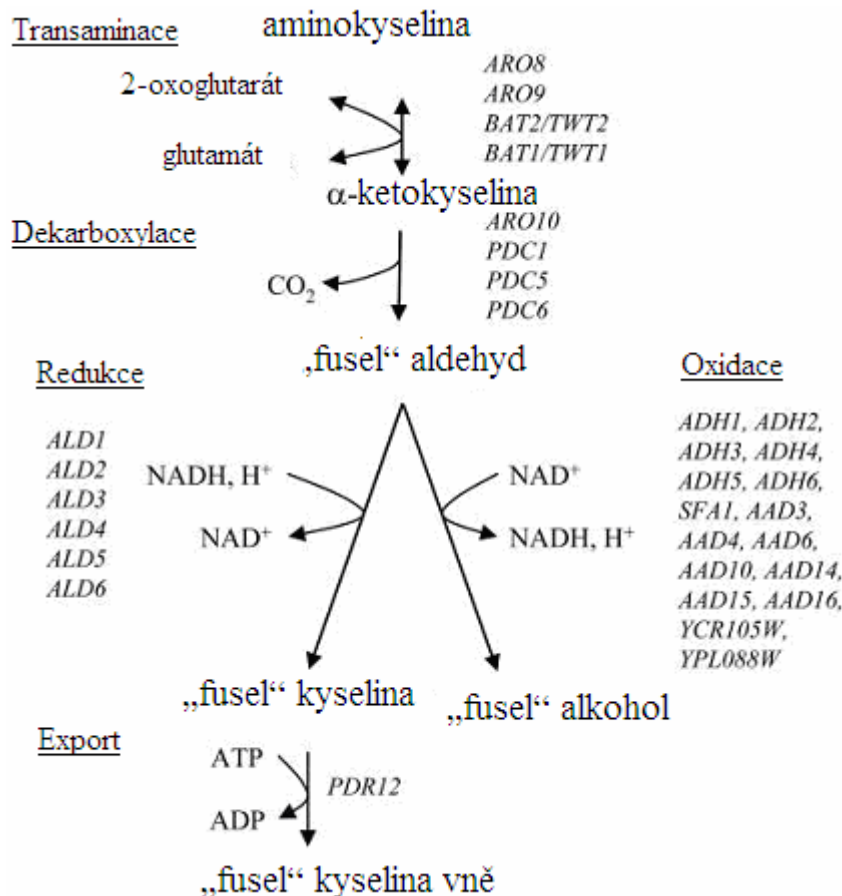 Transaminace
aminokyselina
2-oxoglutarát
glutamát
ARO8
ARO9
BAT2/TWT2
BAT1/TWT1
α-ketokyselina
Dekarboxylace
ARO10
PDC1
PDC5
PDC6
CO₂
„fusel“ aldehyd
Redukce
Oxidace
ALD1
ALD2
ALD3
ALD4
ALD5
ALD6
NADH, H⁺
NAD⁺
NAD⁺
NADH, H⁺
ADH1, ADH2,
ADH3, ADH4,
ADH5, ADH6,
SFA1, AAD3,
AAD4, AAD6,
AAD10, AAD14,
AAD15, AAD16,
YCR105W,
YPL088W
„fusel“ kyselina
„fusel“ alkohol
Export
ATP
ADP
PDR12
„fusel“ kyselina vně